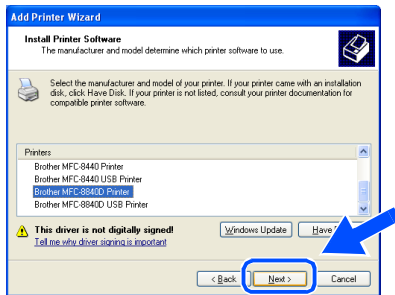 Add Printer Wizard
Install Printer Software
The manufacturer and model determine which printer software to use.
Select the manufacturer and model of your printer. If your printer came with an installation
disk, click Have Disk. If your printer is not listed, consult your printer documentation for
compatible printer software.
Printers
Brother MFC-8440 Printer
Brother MFC-8440 USB Printer
Brother MFC-8840D Printer
Brother MFC-8840D USB Printer
This driver is not digitally signed!
Windows Update
Have
Tell me why driver signing is important
< Back
Next >
Cancel